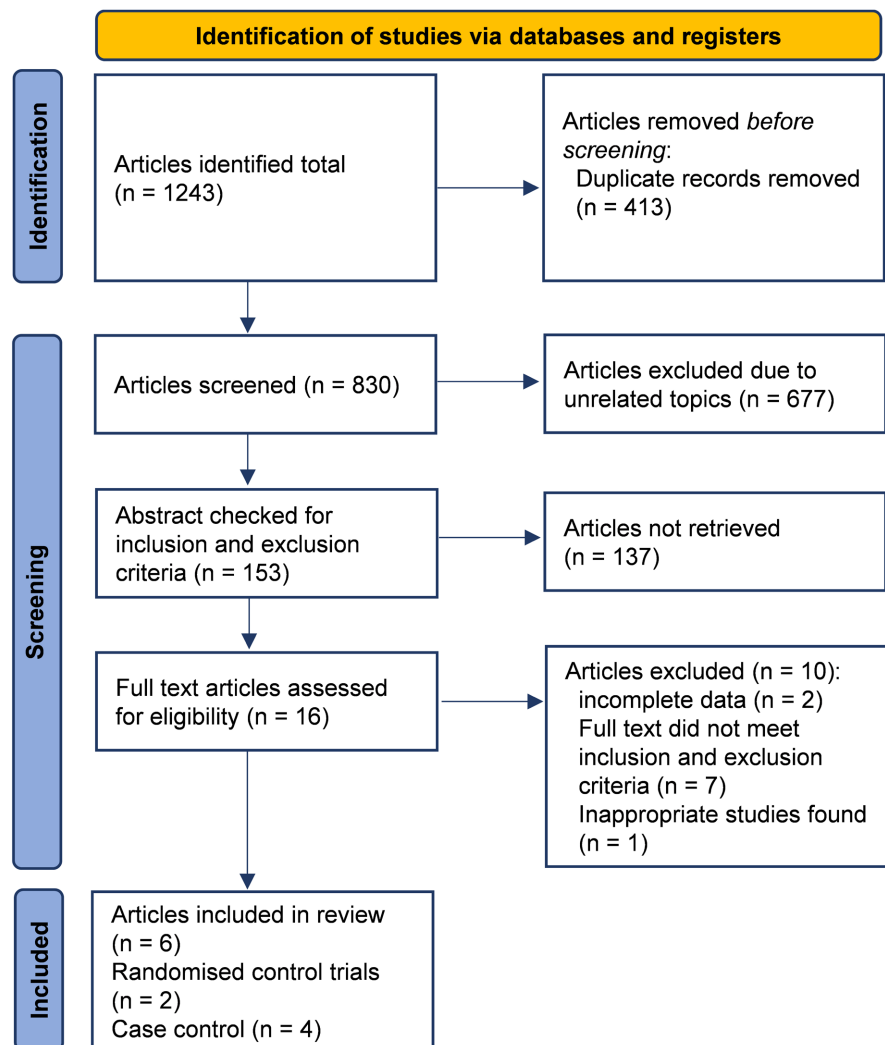 Identification of studies via databases and registers
Identification
Articles identified total
(n = 1243)
Articles removed before
screening:
Duplicate records removed
(n = 413)
Screening
Articles screened (n = 830)
Articles excluded due to
unrelated topics (n = 677)
Abstract checked for
inclusion and exclusion
criteria (n = 153)
Articles not retrieved
(n = 137)
Full text articles assessed
for eligibility (n = 16)
Articles excluded (n = 10):
incomplete data (n = 2)
Full text did not meet
inclusion and exclusion
criteria (n = 7)
Inappropriate studies found
(n = 1)
Included
Articles included in review
(n = 6)
Randomised control trials
(n = 2)
Case control (n = 4)